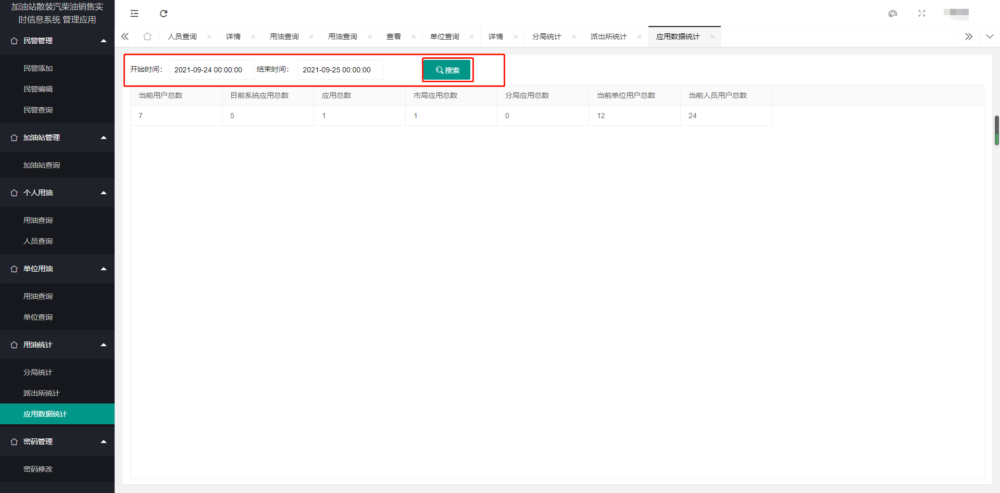 加油站散装汽柴油销售实
时信息系统 管理应用
民警管理
民警添加
民警编辑
民警查询
加油站管理
加油站查询
个人用油
用油查询
人员查询
单位用油
用油查询
单位查询
用油统计
分局统计
派出所统计
应用数据统计
密码管理
密码修改
人员查询 详情 用油查询 用油查询 查看 单位查询 详情 分局统计 派出所统计 应用数据统计
开始时间： 2021-09-24 00:00:00 结束时间： 2021-09-25 00:00:00 搜索
当前用户总数 目前系统应用总数 应用总数 市局应用总数 分局应用总数 当前单位用户总数 当前人员用户总数
7 5 1 1 0 12 24